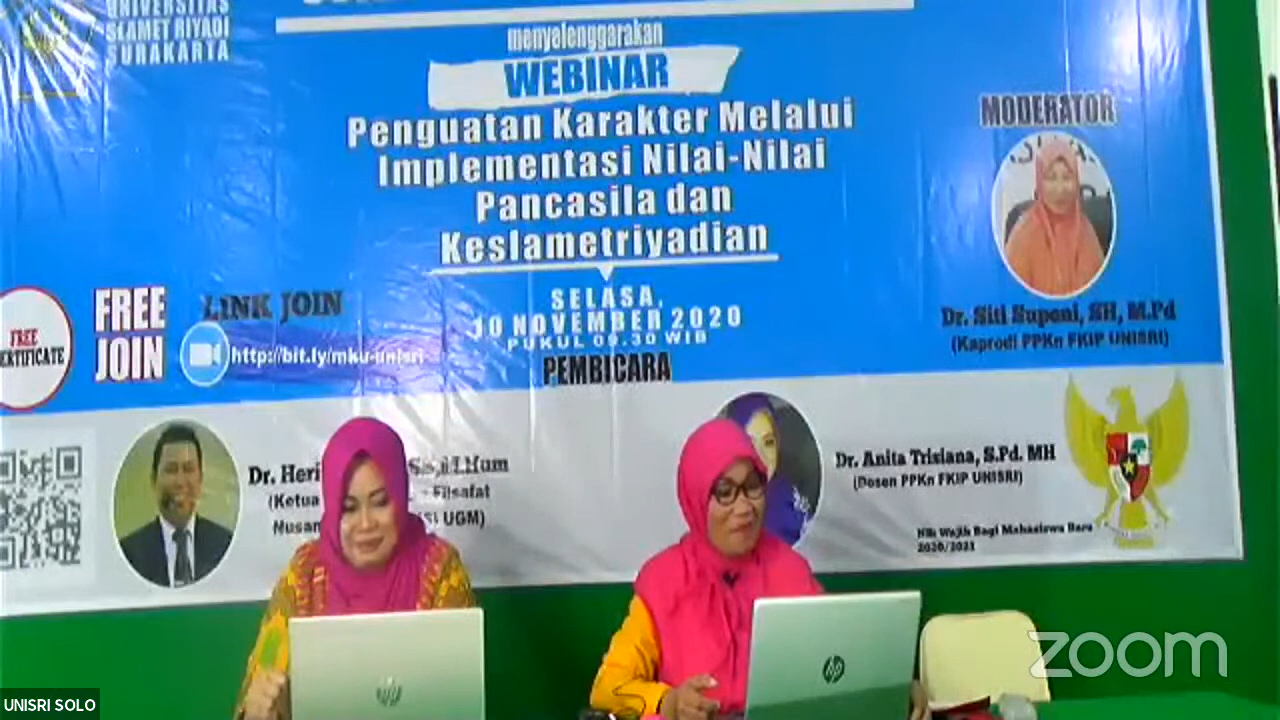 UNIVERSITAS
SLAMET RIYADI
SURAKARTA
menyelenggarakan
WEBINAR
Penguatan Karakter Melalui
Implementasi Nilai-Nilai
Pancasila dan
Keslametriyadian
MODERATOR
Dr. Siti Supeni, SH, M.Pd
(Kaprodi PPKn FKIP UNISRI)
FREE
ERTIFICATE
FREE
JOIN
LINK JOIN
http://bit.ly/mku-unisri
SELASA,
10 NOVEMBER 2020
PUKUL 09.30 WIB
PEMBICARA
Dr. Heri
(Ketua
Filsafat
Nusan
UGM)
Dr. Anita Trisiana, S.Pd. MH
(Dosen PPKn FKIP UNISRI)
NB: Wajib Bagi Mahasiswa Baru
2020/2021
hp
hp
zoom
UNISRI SOLO